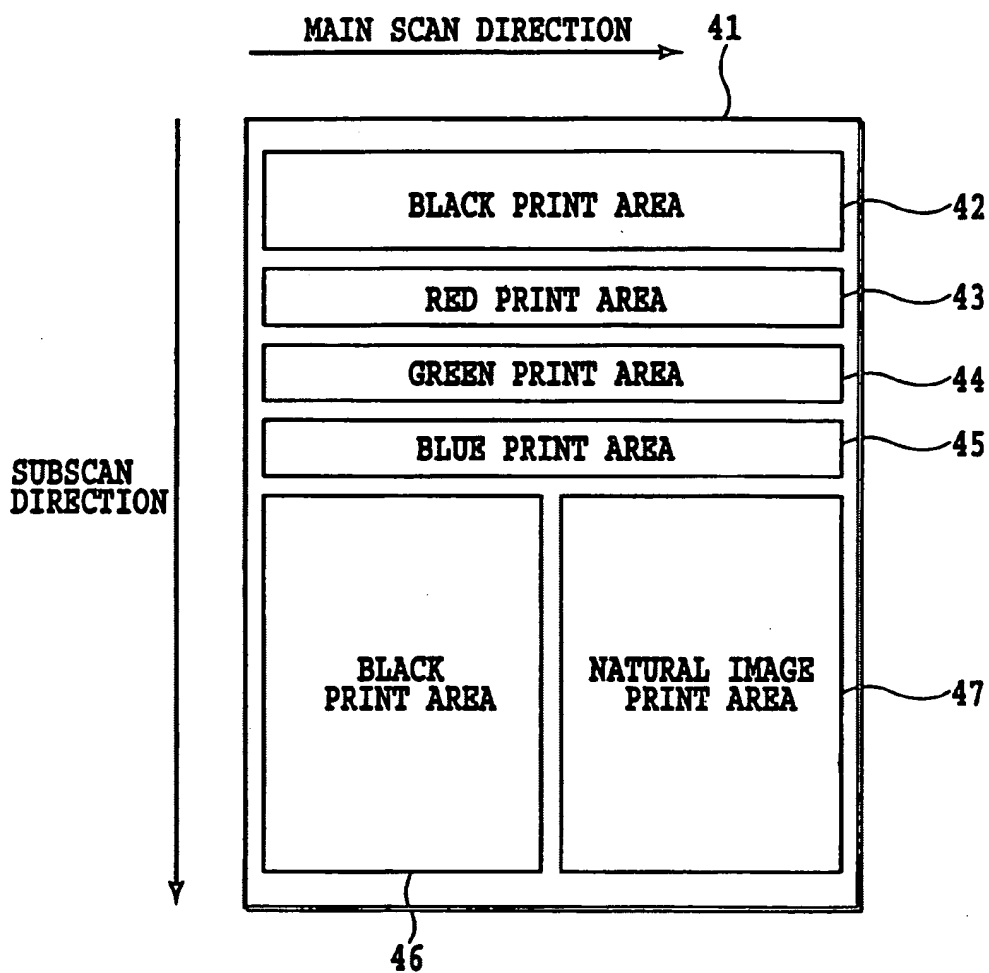 MAIN SCAN DIRECTION
41
BLACK PRINT AREA
42
RED PRINT AREA
43
GREEN PRINT AREA
44
BLUE PRINT AREA
45
SUBSCAN
DIRECTION
BLACK
PRINT AREA
NATURAL IMAGE
PRINT AREA
47
46